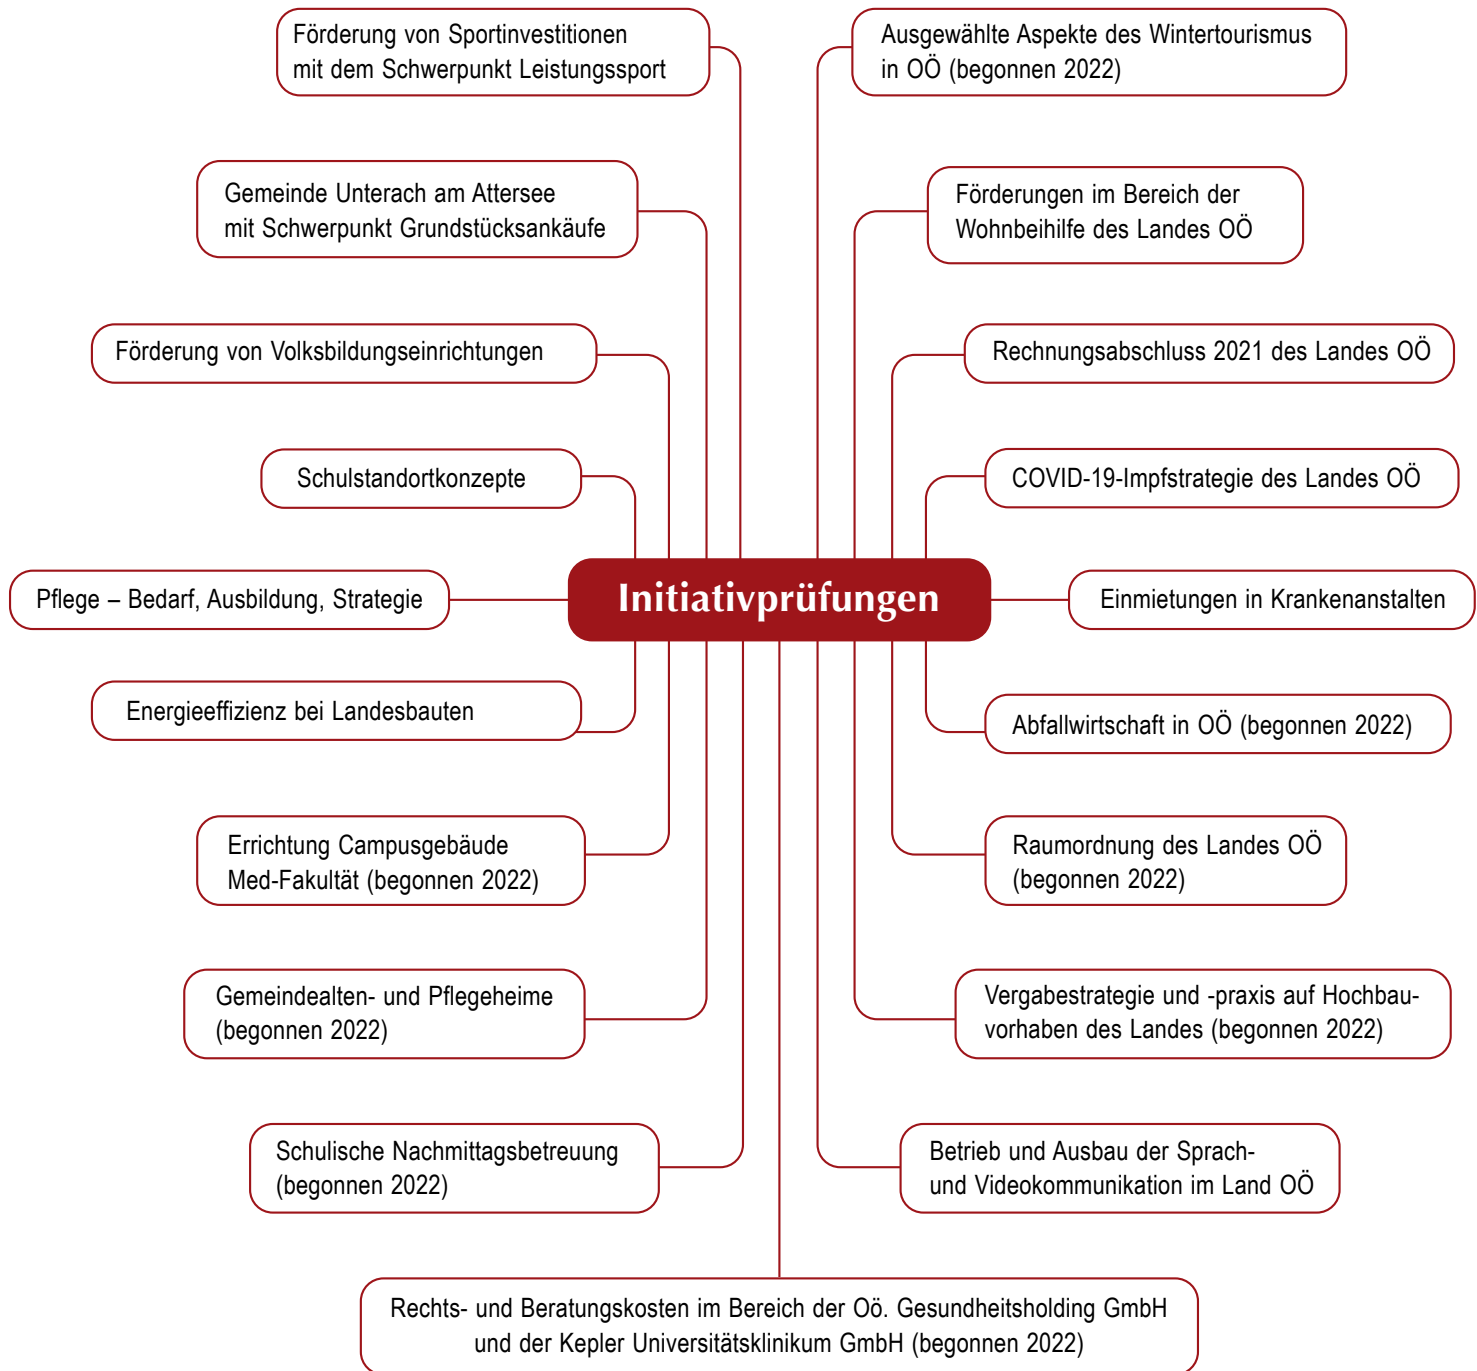 Förderung von Sportinvestitionen
mit dem Schwerpunkt Leistungssport
Ausgewählte Aspekte des Wintertourismus
in OÖ (begonnen 2022)
Gemeinde Unterach am Attersee
mit Schwerpunkt Grundstücksankäufe
Förderungen im Bereich der
Wohnbeihilfe des Landes OÖ
Förderung von Volksbildungseinrichtungen
Rechnungsabschluss 2021 des Landes OÖ
Schulstandortkonzepte
COVID-19-Impfstrategie des Landes OÖ
Pflege – Bedarf, Ausbildung, Strategie
Initiativprüfungen
Einmietungen in Krankenanstalten
Energieeffizienz bei Landesbauten
Abfallwirtschaft in OÖ (begonnen 2022)
Errichtung Campusgebäude
Med-Fakultät (begonnen 2022)
Raumordnung des Landes OÖ
(begonnen 2022)
Gemeindealten- und Pflegeheime
(begonnen 2022)
Vergabestrategie und -praxis auf Hochbau-
vorhaben des Landes (begonnen 2022)
Schulische Nachmittagsbetreuung
(begonnen 2022)
Betrieb und Ausbau der Sprach-
und Videokommunikation im Land OÖ
Rechts- und Beratungskosten im Bereich der Oö. Gesundheitsholding GmbH
und der Kepler Universitätsklinikum GmbH (begonnen 2022)